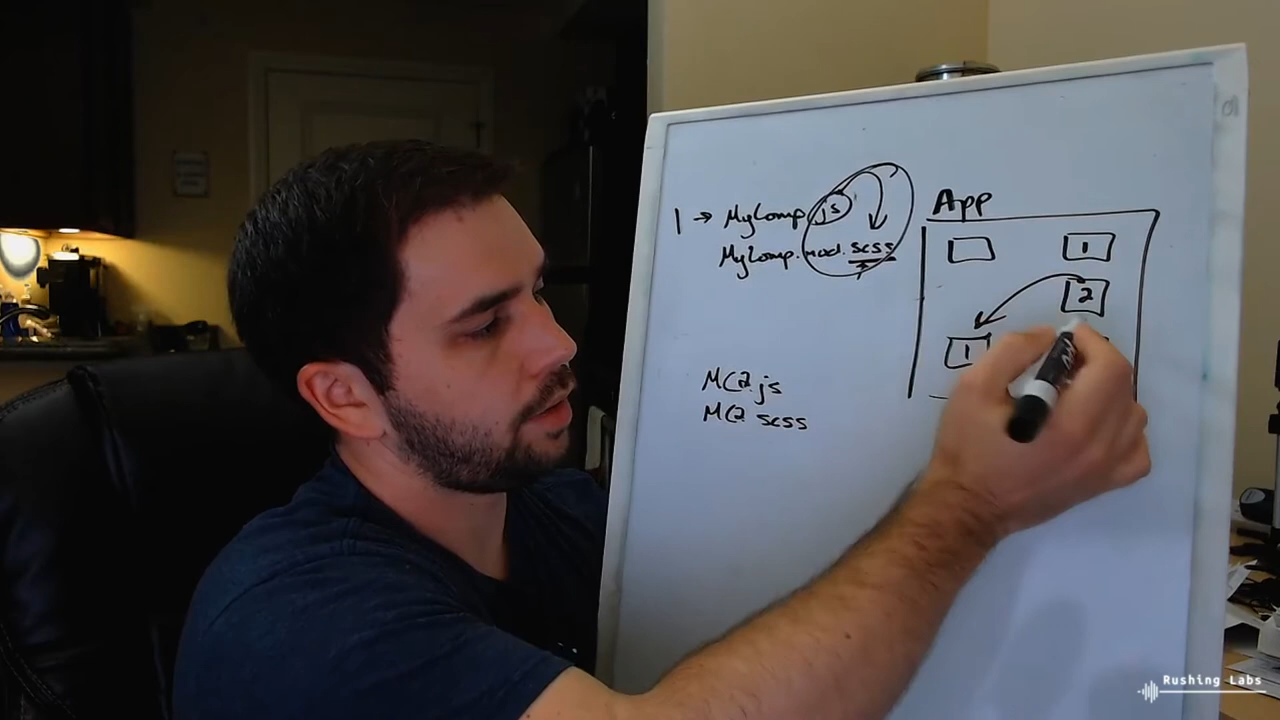 1 → MyComp.js
MyComp.mod.scss
MC2.js
MC2.scss
App
1
2
1
Rushing Labs